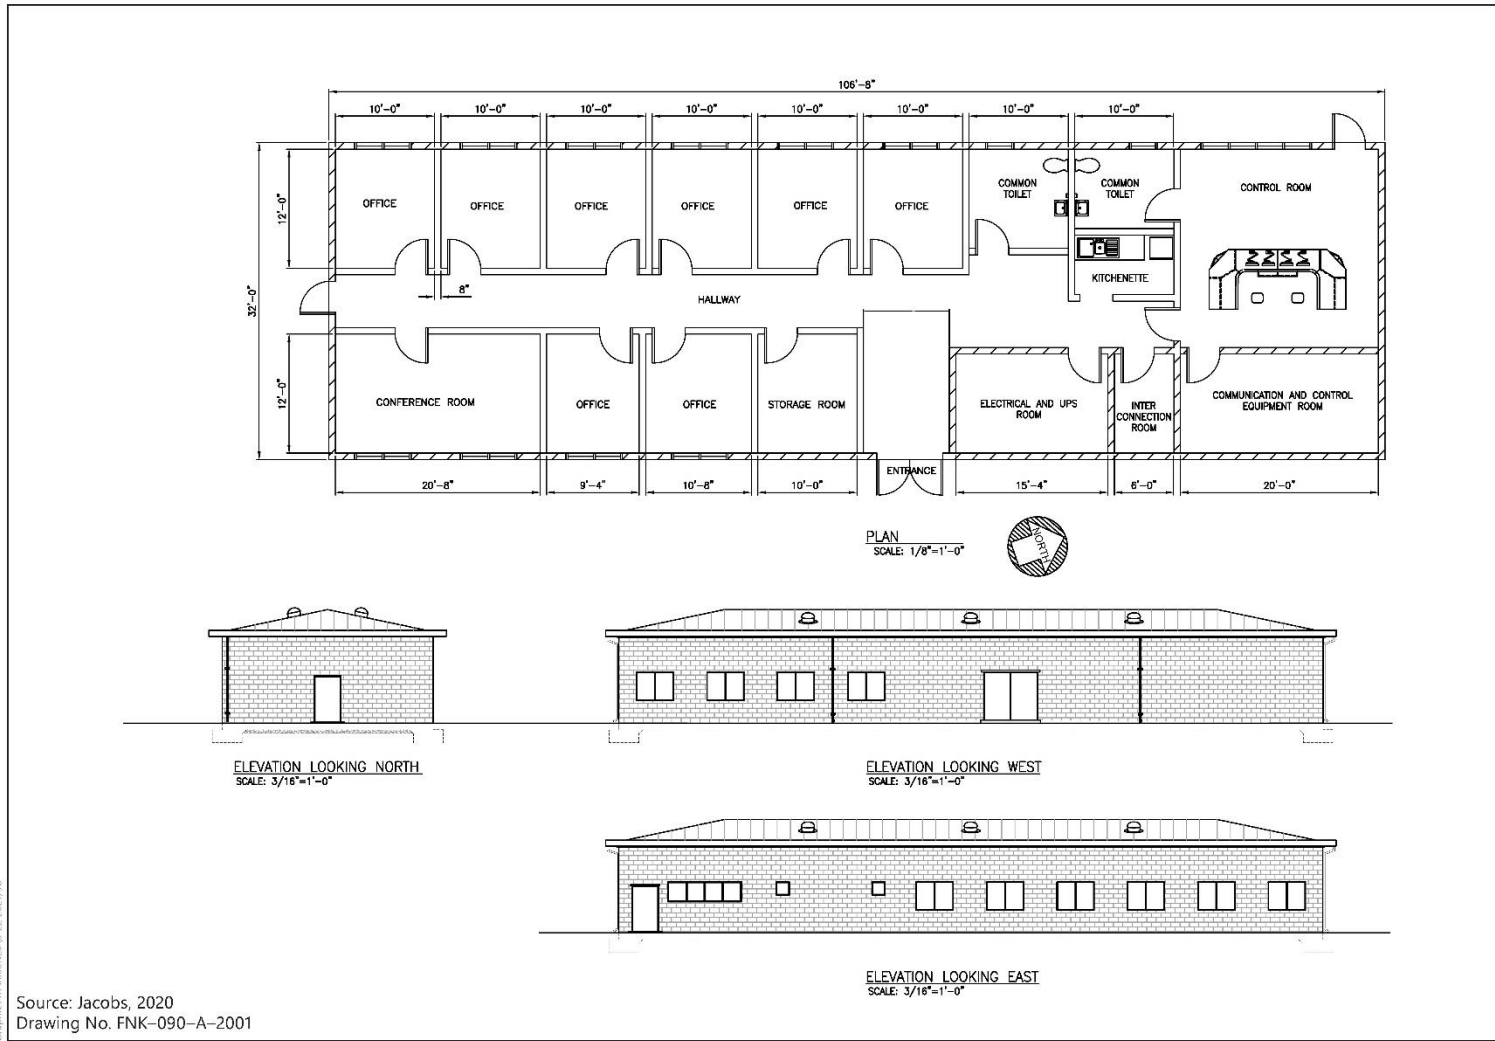 106'-8"
10'-0" 10'-0" 10'-0" 10'-0" 10'-0" 10'-0" 10'-0" 10'-0"
32'-0"
12'-0"
OFFICE
OFFICE
OFFICE
OFFICE
OFFICE
OFFICE
COMMON
TOILET
COMMON
TOILET
CONTROL ROOM
KITCHENETTE
8"
HALLWAY
12'-0"
CONFERENCE ROOM
OFFICE
OFFICE
STORAGE ROOM
ELECTRICAL AND UPS
ROOM
INTER
CONNECTION
ROOM
COMMUNICATION AND CONTROL
EQUIPMENT ROOM
ENTRANCE
20'-8" 9'-4" 10'-8" 10'-0" 15'-4" 6'-0" 20'-0"
PLAN
SCALE: 1/8"=1'-0"
NORTH
ELEVATION LOOKING NORTH
SCALE: 3/16"=1'-0"
ELEVATION LOOKING WEST
SCALE: 3/16"=1'-0"
ELEVATION LOOKING EAST
SCALE: 3/16"=1'-0"
Source: Jacobs, 2020
Drawing No. FNK-090-A-2001